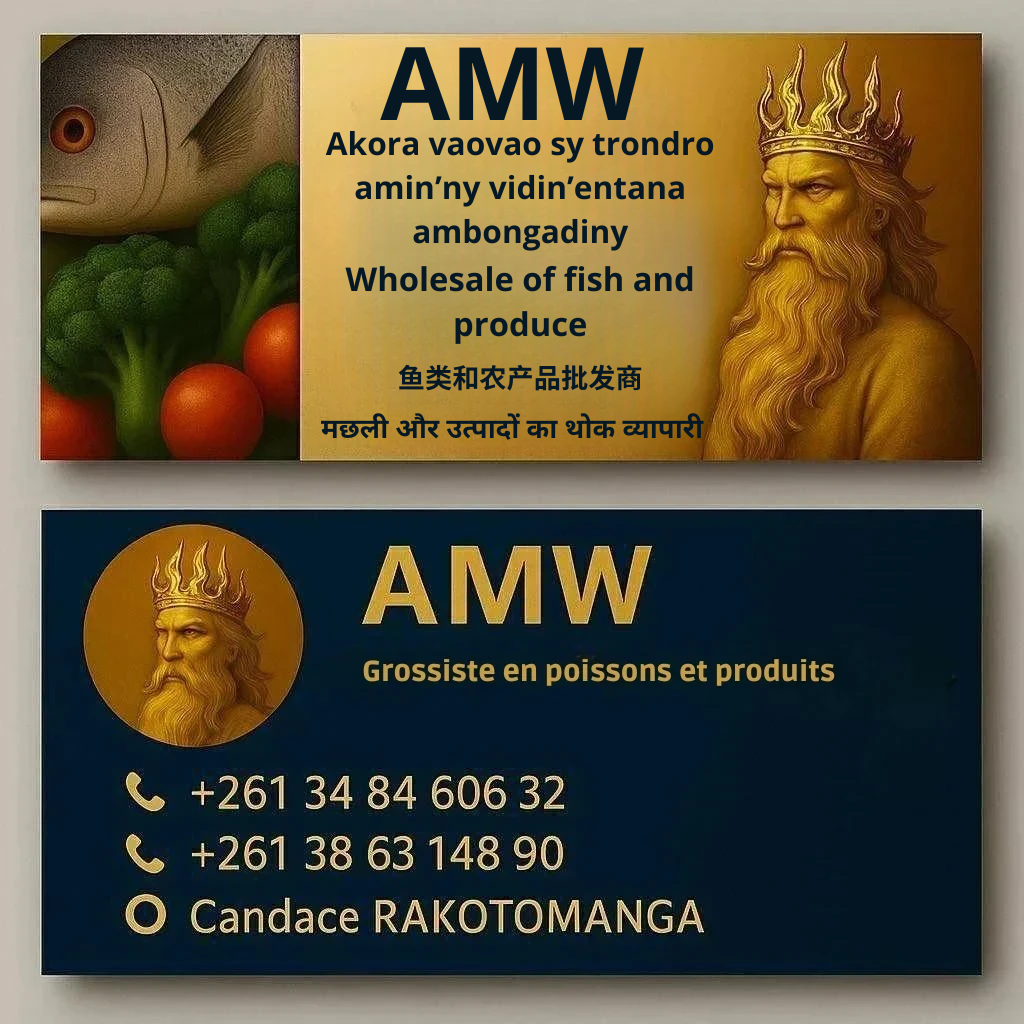 AMW
Akora vaovao sy trondro
amin’ny vidin’entana
ambongadiny
Wholesale of fish and
produce
鱼类和农产品批发商
मछली और उत्पादों का थोक व्यापारी
AMW
Grossiste en poissons et produits
+261 34 84 606 32
+261 38 63 148 90
Candace RAKOTOMANGA